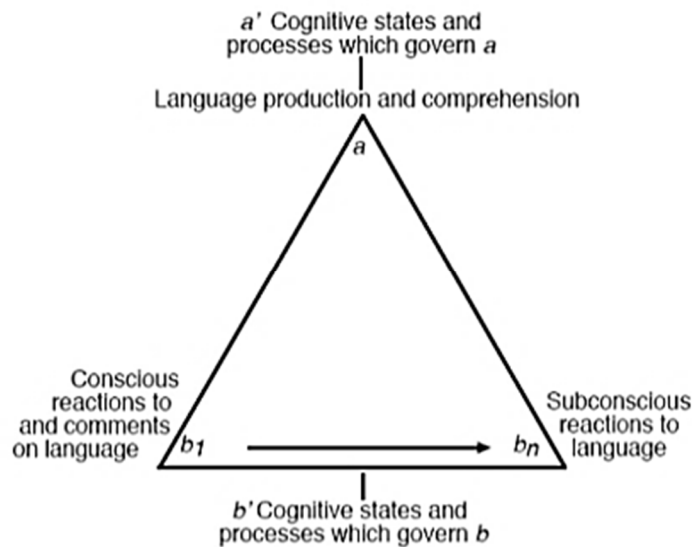 a' Cognitive states and
processes which govern a
Language production and comprehension
a
Conscious
reactions to
and comments
on language
b1
bn
Subconscious
reactions to
language
b' Cognitive states and
processes which govern b